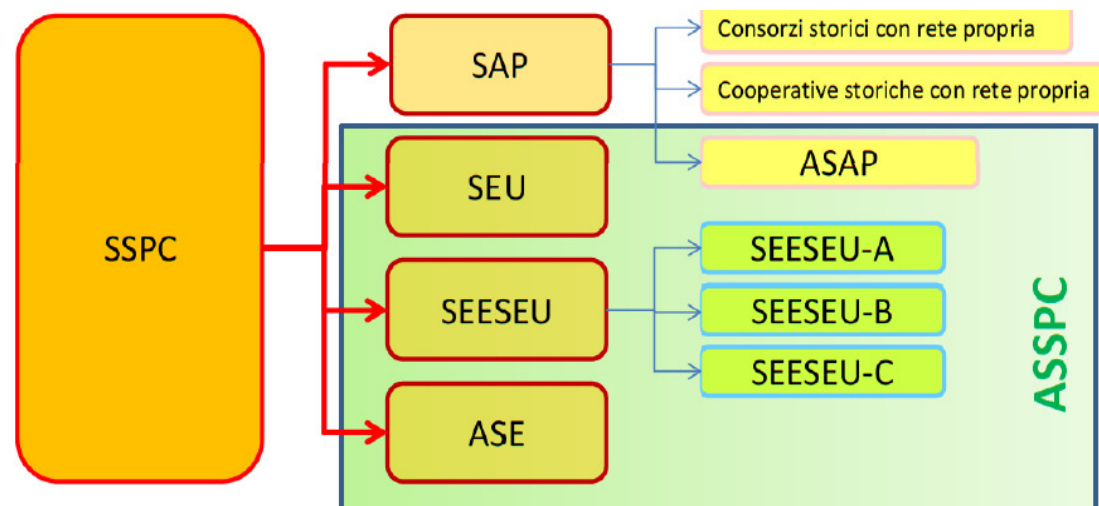 SSPC
SAP
Consorzi storici con rete propria
Cooperative storiche con rete propria
ASAP
SEU
SEESEU
SEESEU-A
SEESEU-B
SEESEU-C
ASE
ASSPC